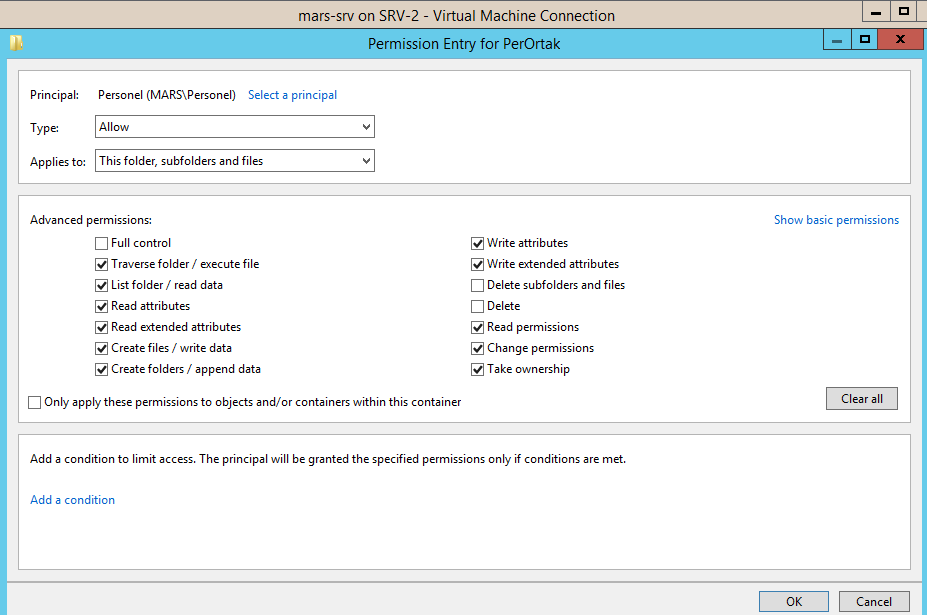 mars-srv on SRV-2 - Virtual Machine Connection
Permission Entry for PerOrtak
Principal: Personel (MARS\Personel) Select a principal
Type: Allow
Applies to: This folder, subfolders and files
Advanced permissions: Show basic permissions
Full control Write attributes
Traverse folder / execute file Write extended attributes
List folder / read data Delete subfolders and files
Read attributes Delete
Read extended attributes Read permissions
Create files / write data Change permissions
Create folders / append data Take ownership
Only apply these permissions to objects and/or containers within this container Clear all
Add a condition to limit access. The principal will be granted the specified permissions only if conditions are met.
Add a condition
OK Cancel